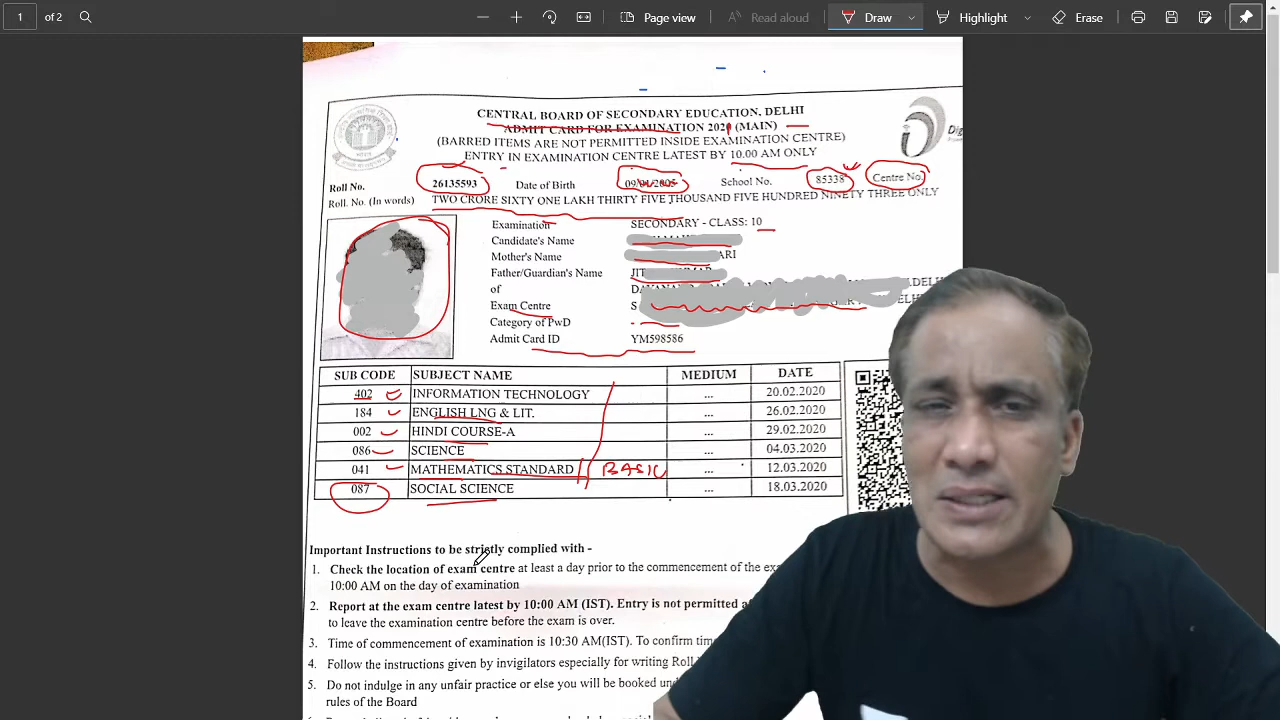 1 of 2
Page view
Read aloud
Draw
Highlight
Erase
CENTRAL BOARD OF SECONDARY EDUCATION, DELHI
ADMIT CARD FOR EXAMINATION 2021 (MAIN)
(BARRED ITEMS ARE NOT PERMITTED INSIDE EXAMINATION CENTRE)
ENTRY IN EXAMINATION CENTRE LATEST BY 10.00 AM ONLY
Roll No. 26135593 Date of Birth 09/01/2005 School No. 85338 Centre No.
Roll No. (In words) TWO CRORE SIXTY ONE LAKH THIRTY FIVE THOUSAND FIVE HUNDRED NINETY THREE ONLY
Examination SECONDARY - CLASS: 10
Candidate's Name
Mother's Name ARI
Father/Guardian's Name JIT
of
Exam Centre S
Category of PwD
Admit Card ID YM598586
SUB CODE SUBJECT NAME MEDIUM DATE
402 INFORMATION TECHNOLOGY ... 20.02.2020
184 ENGLISH LNG & LIT. ... 26.02.2020
002 HINDI COURSE-A ... 29.02.2020
086 SCIENCE ... 04.03.2020
041 MATHEMATICS STANDARD BASIC ... 12.03.2020
087 SOCIAL SCIENCE ... 18.03.2020
Important Instructions to be strictly complied with -
1. Check the location of exam centre at least a day prior to the commencement of the
10:00 AM on the day of examination
2. Report at the exam centre latest by 10:00 AM (IST). Entry is not permitted
to leave the examination centre before the exam is over.
3. Time of commencement of examination is 10:30 AM(IST). To confirm
4. Follow the instructions given by invigilators especially for writing Roll
5. Do not indulge in any unfair practice or else you will be booked
rules of the Board